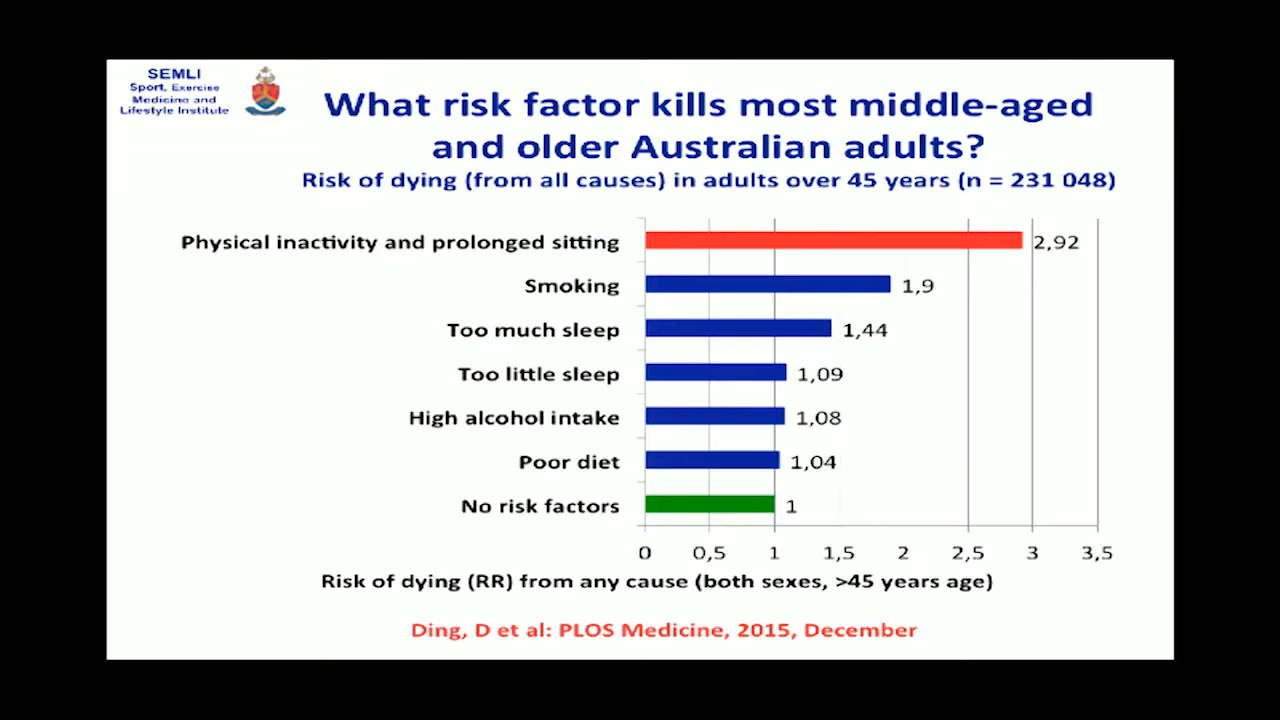 SEMLI
Sport, Exercise
Medicine and
Lifestyle Institute
What risk factor kills most middle-aged
and older Australian adults?
Risk of dying (from all causes) in adults over 45 years (n = 231 048)
Physical inactivity and prolonged sitting 2,92
Smoking 1,9
Too much sleep 1,44
Too little sleep 1,09
High alcohol intake 1,08
Poor diet 1,04
No risk factors 1
0 0,5 1 1,5 2 2,5 3 3,5
Risk of dying (RR) from any cause (both sexes, >45 years age)
Ding, D et al: PLOS Medicine, 2015, December